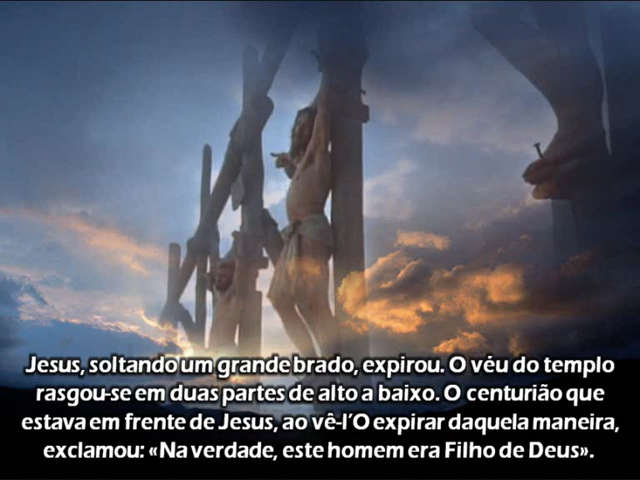 Jesus, soltando um grande brado, expirou. O véu do templo
rasgou-se em duas partes de alto a baixo. O centurião que
estava em frente de Jesus, ao vê-l'O expirar daquela maneira,
exclamou: «Na verdade, este homem era Filho de Deus».